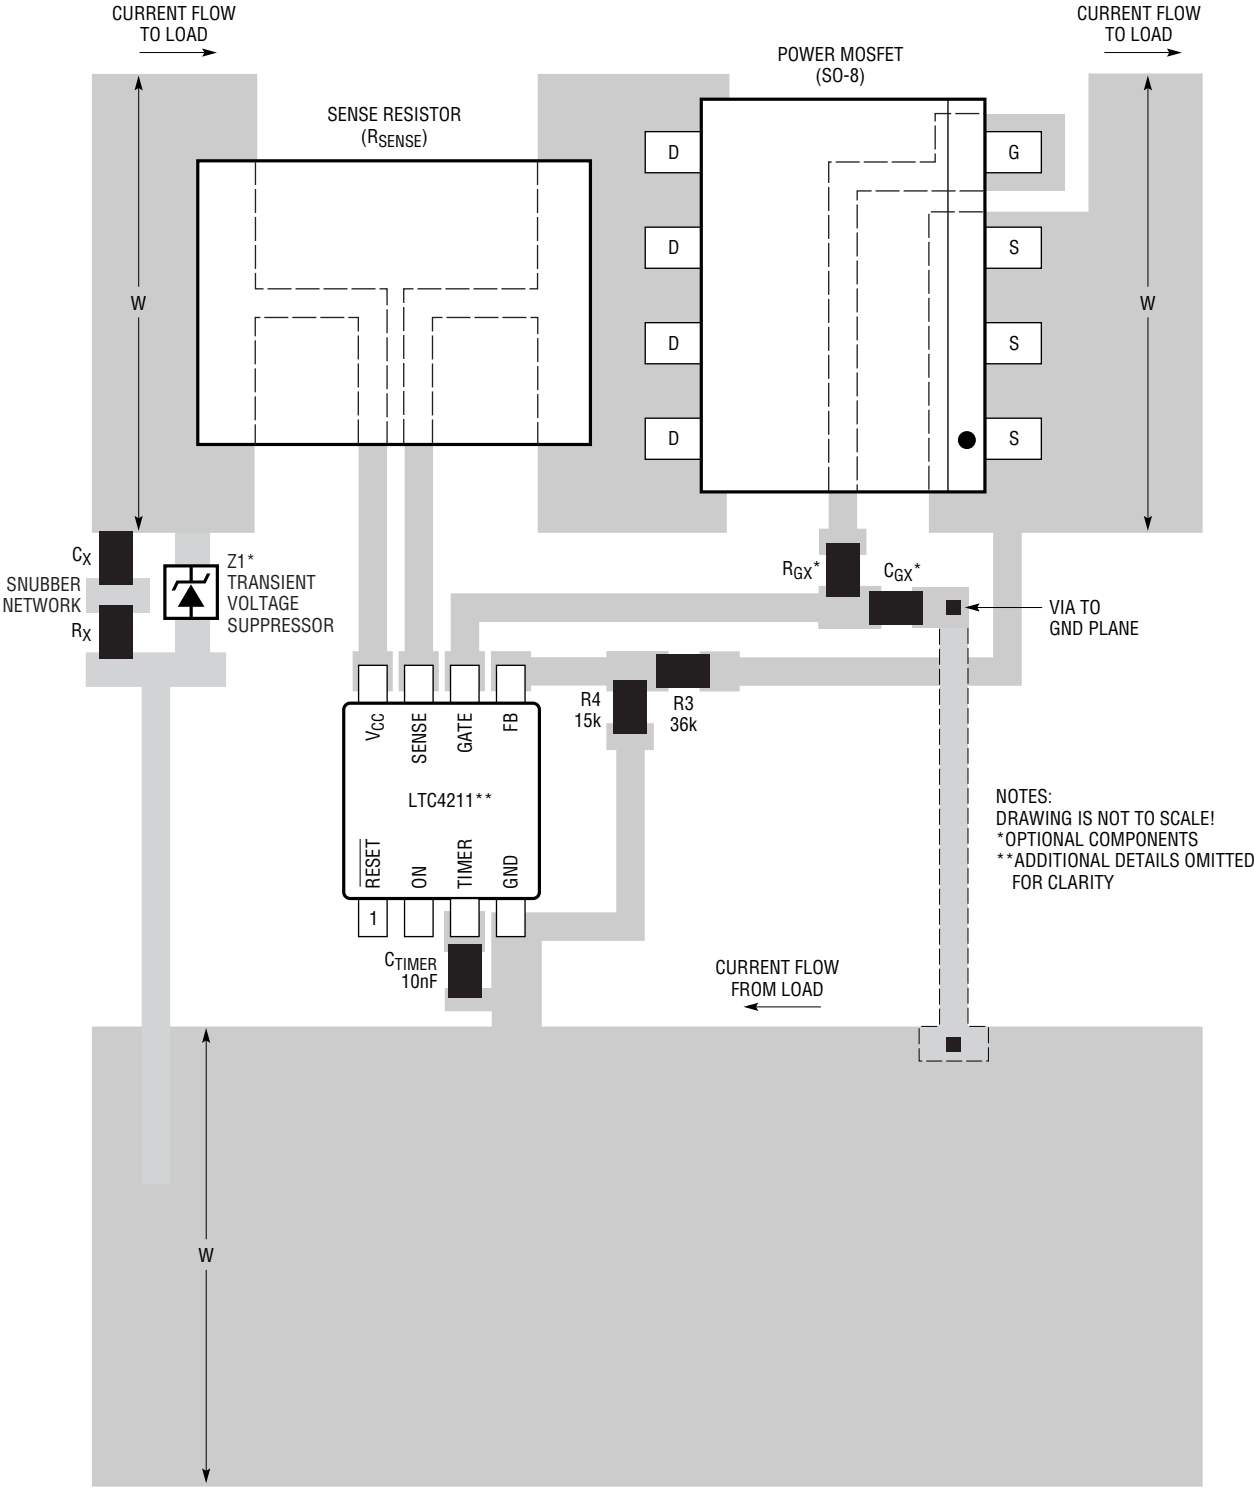 CURRENT FLOW
TO LOAD
CURRENT FLOW
TO LOAD
POWER MOSFET
(SO-8)
SENSE RESISTOR
(RSENSE)
D
G
D
S
W
W
D
S
D
S
CX
SNUBBER
NETWORK
RX
Z1*
TRANSIENT
VOLTAGE
SUPPRESSOR
RGX*
CGX*
VIA TO
GND PLANE
R4
15k
R3
36k
VCC
SENSE
GATE
FB
LTC4211**
RESET
ON
TIMER
GND
1
NOTES:
DRAWING IS NOT TO SCALE!
*OPTIONAL COMPONENTS
**ADDITIONAL DETAILS OMITTED
FOR CLARITY
CTIMER
10nF
CURRENT FLOW
FROM LOAD
W